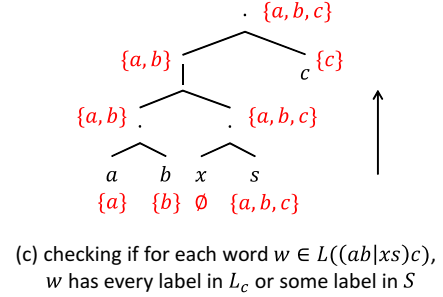 · {a, b, c}
{a, b} | c {c}
{a, b} · · {a, b, c}
a b x s
{a} {b} ∅ {a, b, c}
(c) checking if for each word w ∈ L((ab|xs)c),
w has every label in L_c or some label in S